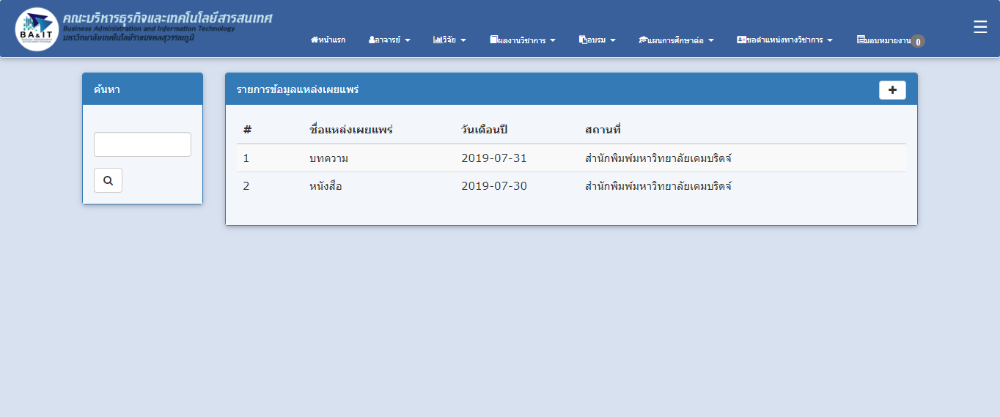 คณะบริหารธุรกิจและเทคโนโลยีสารสนเทศ
Business Administration and Information Technology
มหาวิทยาลัยเทคโนโลยีราชมงคลสุวรรณภูมิ
BA&IT
หน้าแรก อาจารย์ วิจัย ผลงานวิชาการ อบรม แผนการศึกษาต่อ ขอตำแหน่งทางวิชาการ มอบหมายงาน 0
ค้นหา
รายการข้อมูลแหล่งเผยแพร่
# ชื่อแหล่งเผยแพร่ วันเดือนปี สถานที่
1 บทความ 2019-07-31 สำนักพิมพ์มหาวิทยาลัยเคมบริดจ์
2 หนังสือ 2019-07-30 สำนักพิมพ์มหาวิทยาลัยเคมบริดจ์